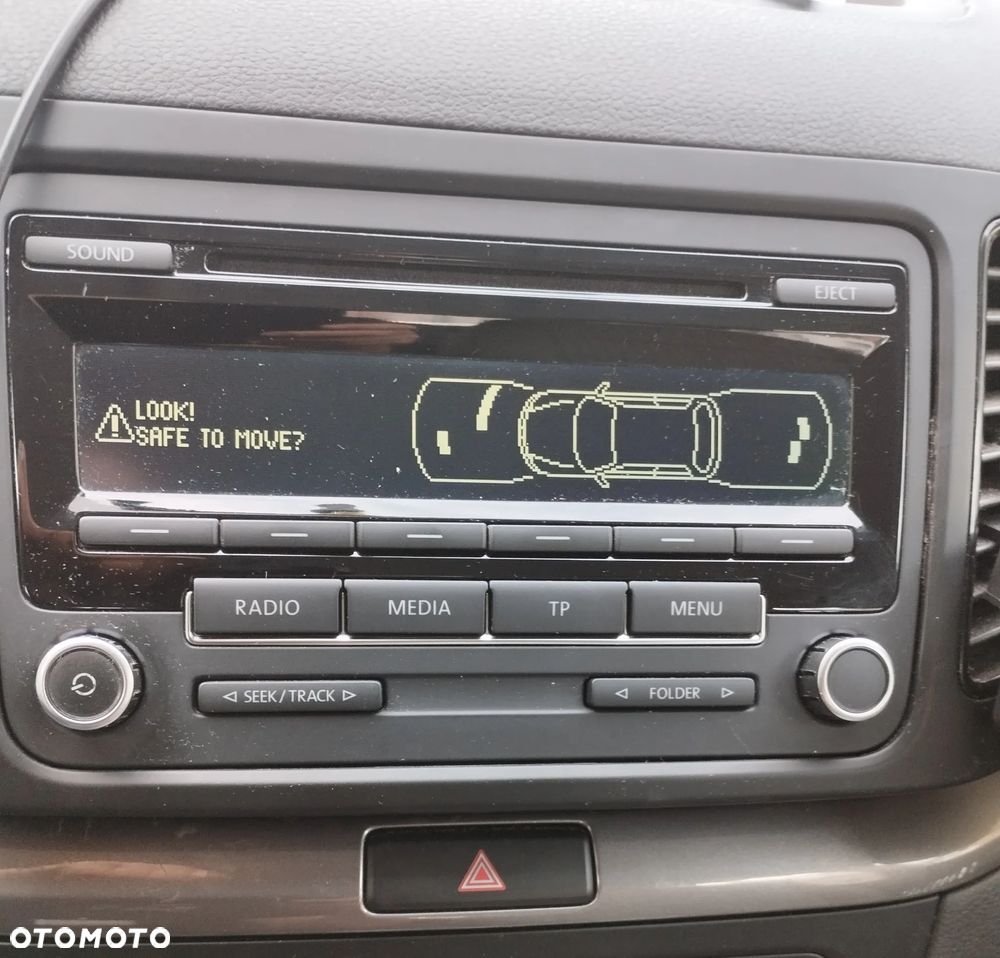 SOUND
EJECT
LOOK!
SAFE TO MOVE?
RADIO
MEDIA
TP
MENU
SEEK/TRACK
FOLDER
OTOMOTO